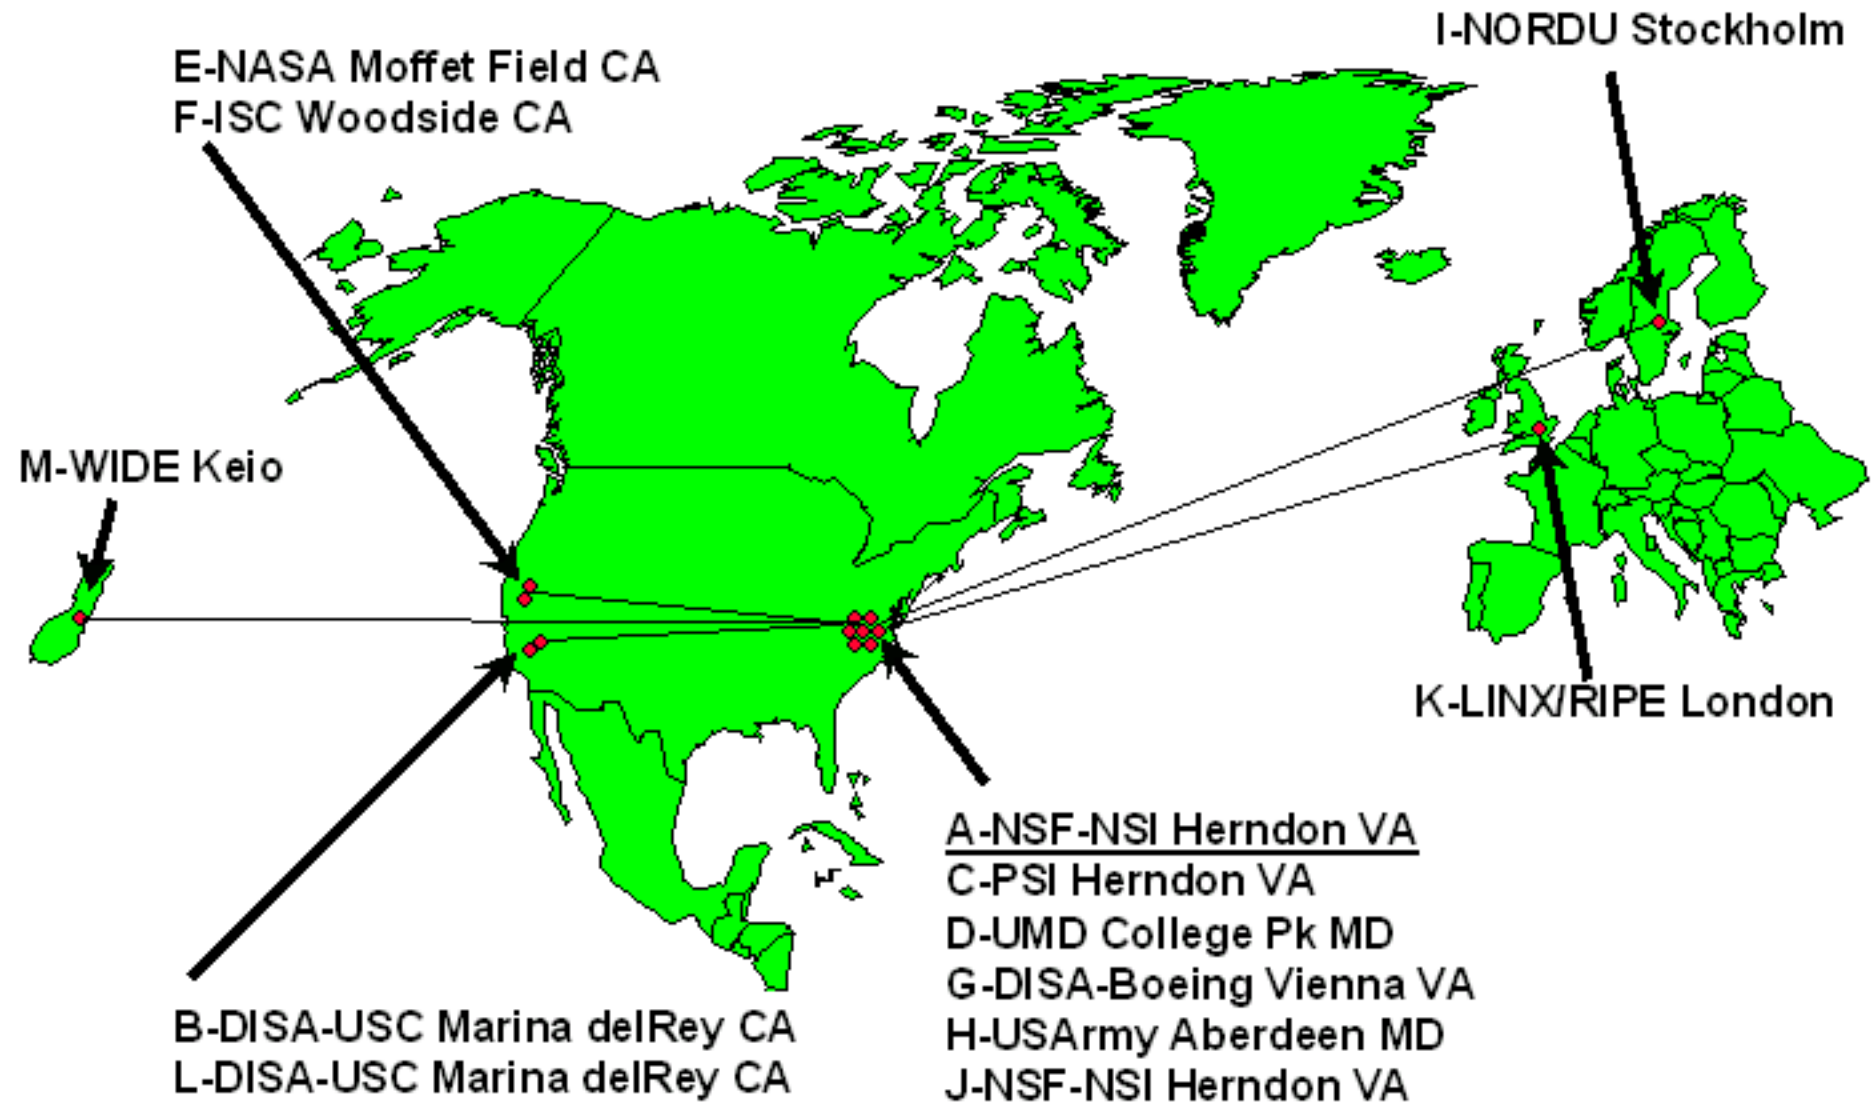 I-NORDU Stockholm
E-NASA Moffet Field CA
F-ISC Woodside CA
M-WIDE Keio
K-LINX/RIPE London
A-NSF-NSI Herndon VA
C-PSI Herndon VA
D-UMD College Pk MD
G-DISA-Boeing Vienna VA
H-USArmy Aberdeen MD
J-NSF-NSI Herndon VA
B-DISA-USC Marina delRey CA
L-DISA-USC Marina delRey CA